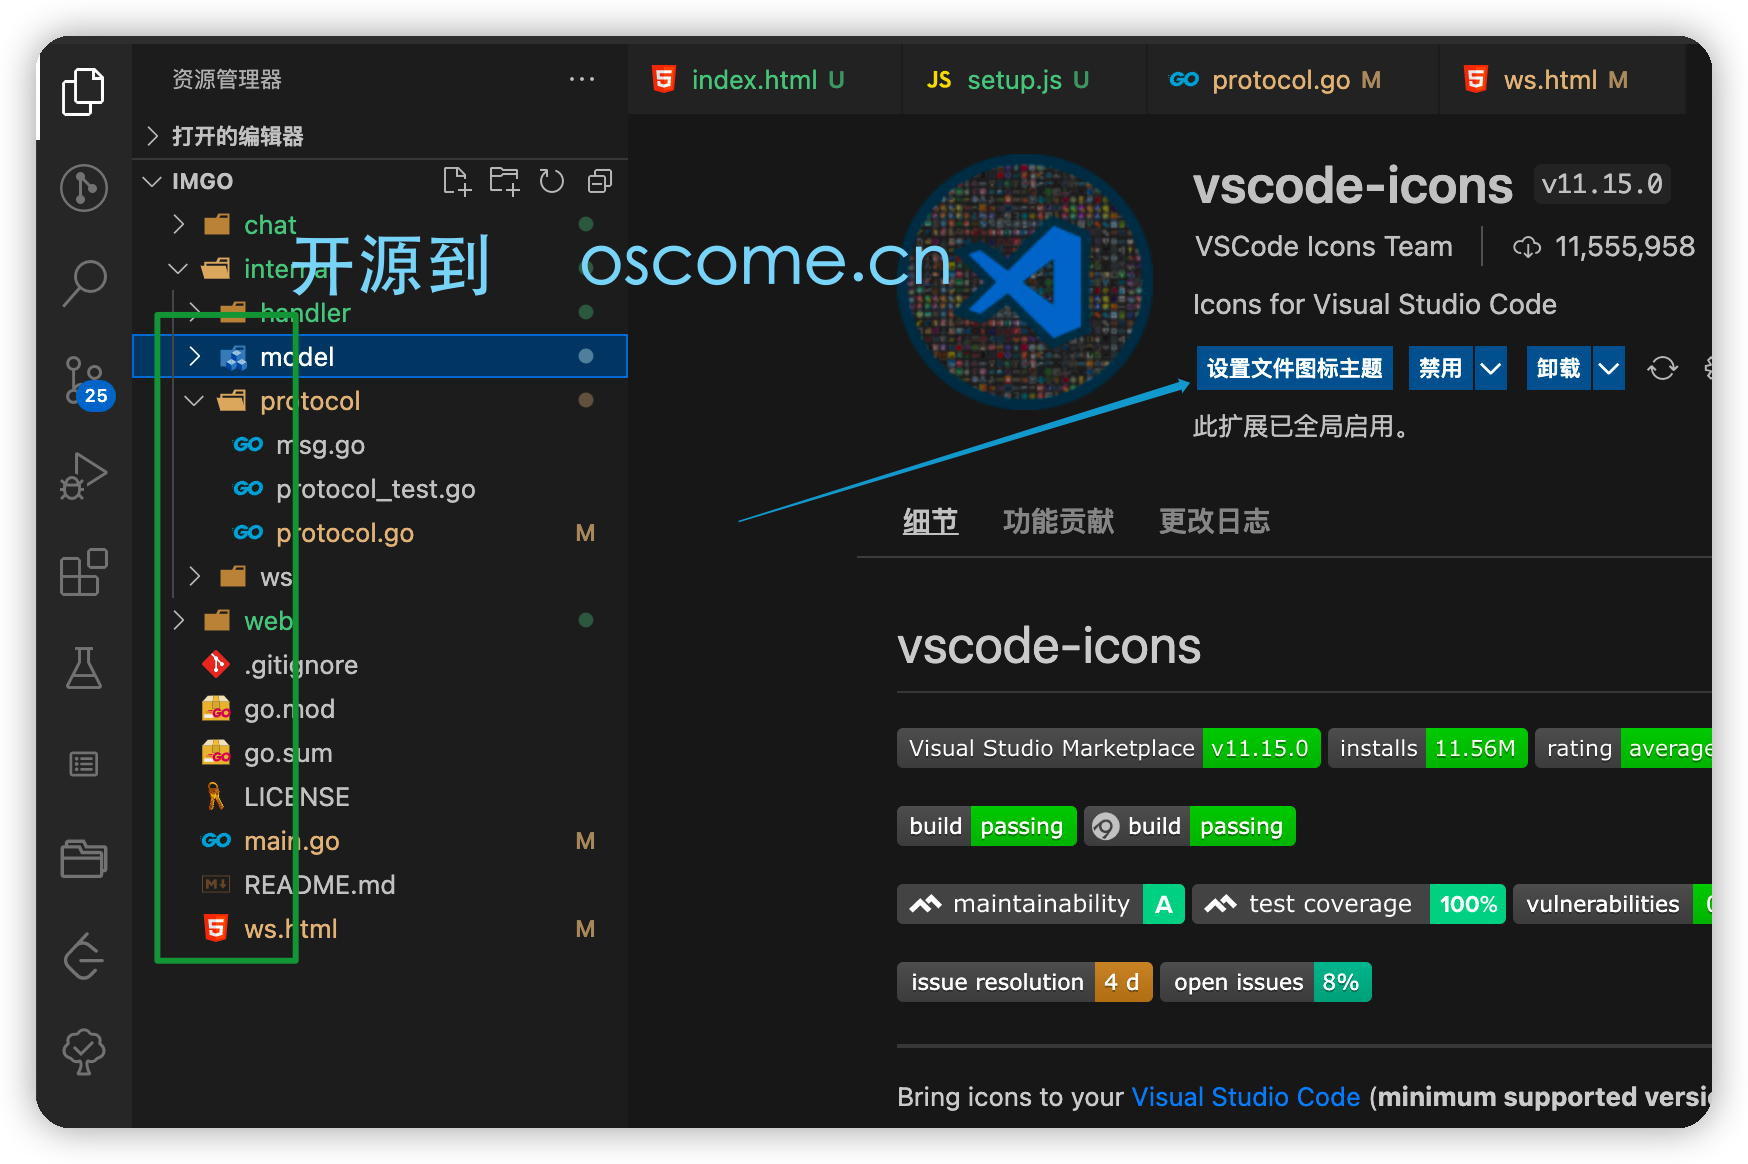 资源管理器
打开的编辑器
IMGO
chat
interna
handler
model
protocol
msg.go
protocol_test.go
protocol.go M
ws
web
.gitignore
go.mod
go.sum
LICENSE
main.go M
README.md
ws.html M
25
开源到 oscome.cn
index.html U
JS setup.js U
GO protocol.go M
ws.html M
vscode-icons v11.15.0
VSCode Icons Team 11,555,958
Icons for Visual Studio Code
设置文件图标主题 禁用 卸载
此扩展已全局启用。
细节 功能贡献 更改日志
vscode-icons
Visual Studio Marketplace v11.15.0 installs 11.56M rating average
build passing build passing
maintainability A test coverage 100% vulnerabilities
issue resolution 4 d open issues 8%
Bring icons to your Visual Studio Code (minimum supported versi